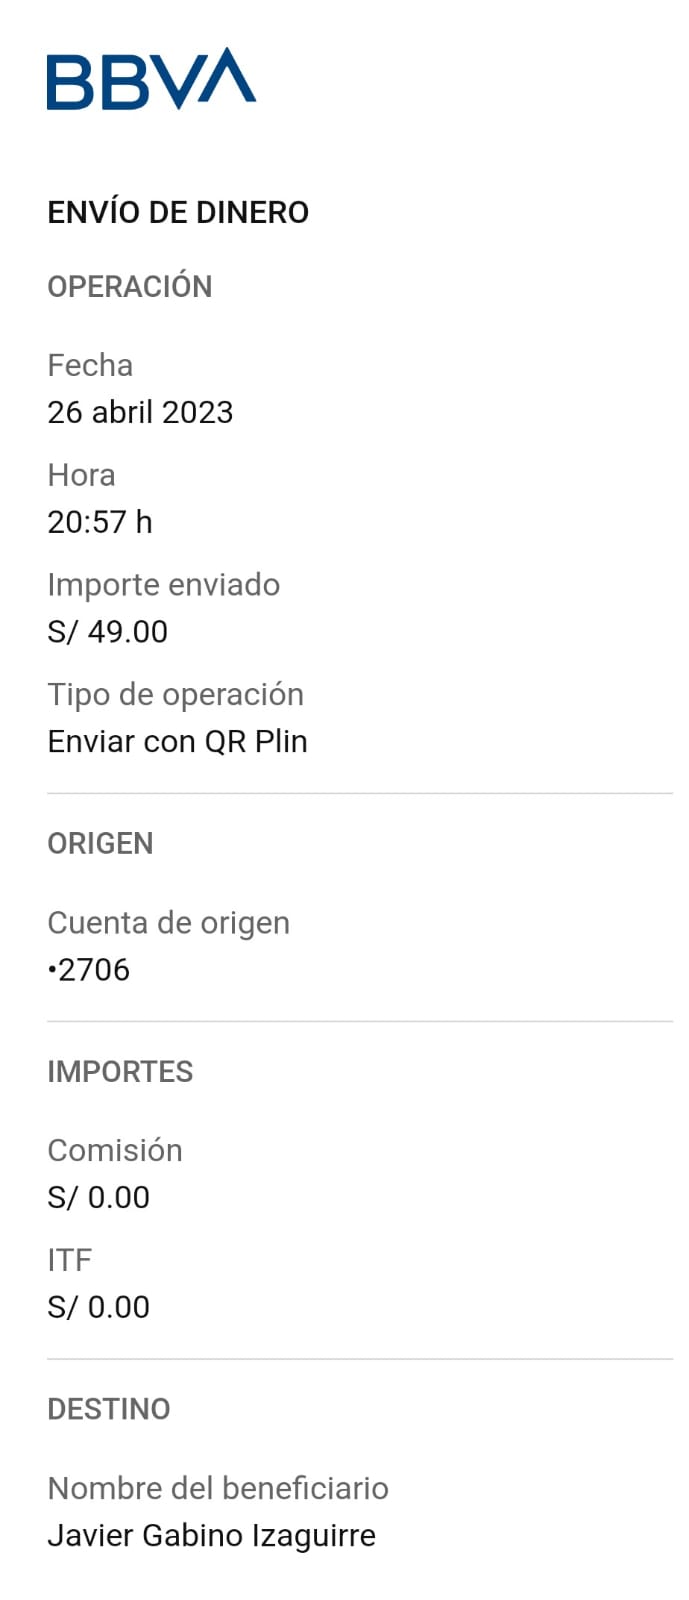 BBVA
ENVÍO DE DINERO
OPERACIÓN
Fecha
26 abril 2023
Hora
20:57 h
Importe enviado
S/ 49.00
Tipo de operación
Enviar con QR Plin
ORIGEN
Cuenta de origen
•2706
IMPORTES
Comisión
S/ 0.00
ITF
S/ 0.00
DESTINO
Nombre del beneficiario
Javier Gabino Izaguirre